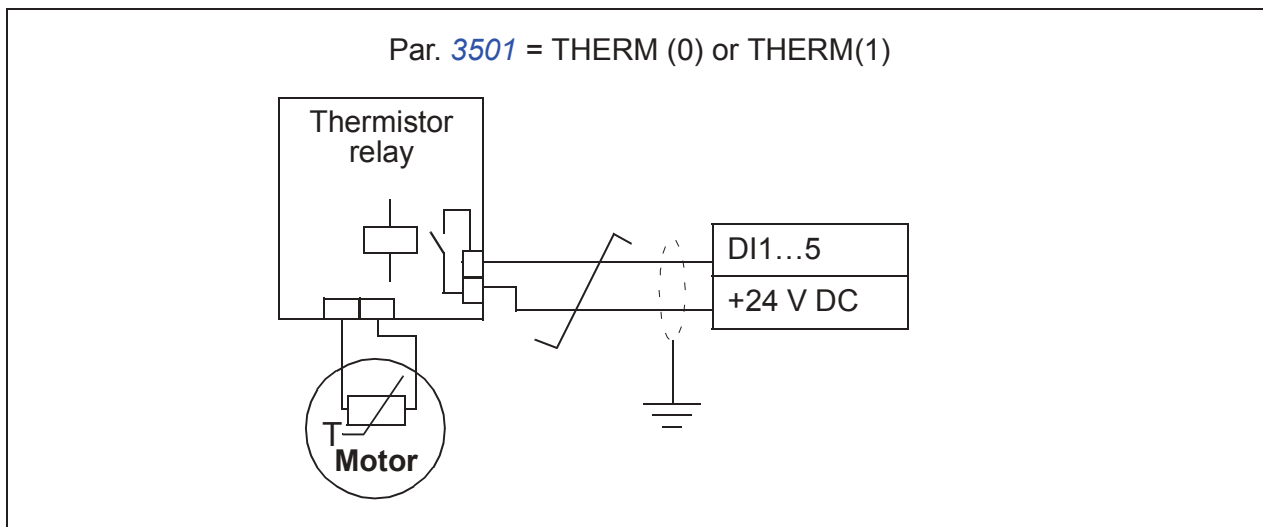 Par. 3501 = THERM (0) or THERM(1)
Thermistor
relay
DI1…5
+24 V DC
T
Motor